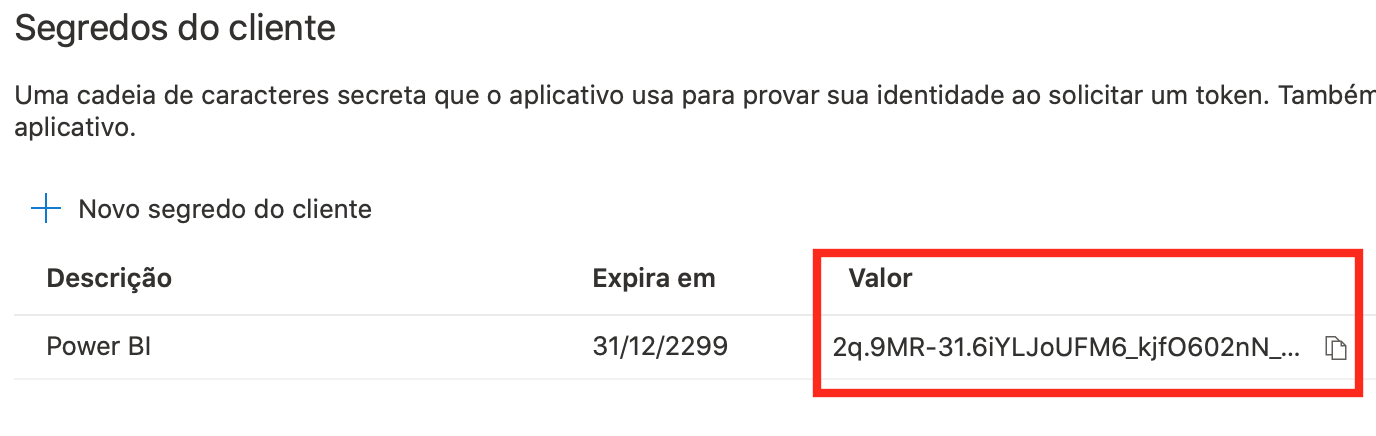 Segredos do cliente
Uma cadeia de caracteres secreta que o aplicativo usa para provar sua identidade ao solicitar um token. Também
aplicativo.
Novo segredo do cliente
Descrição Expira em Valor
Power BI 31/12/2299 2q.9MR-31.6iYLJoUFM6_kjfO602nN_...